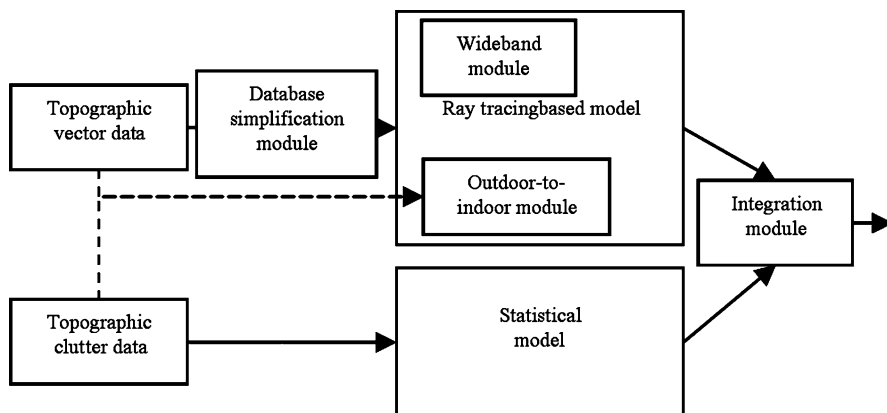 Wideband
module
Topographic
vector data
Database
simplification
module
Ray tracingbased model
Outdoor-to-
indoor module
Integration
module
Topographic
clutter data
Statistical
model